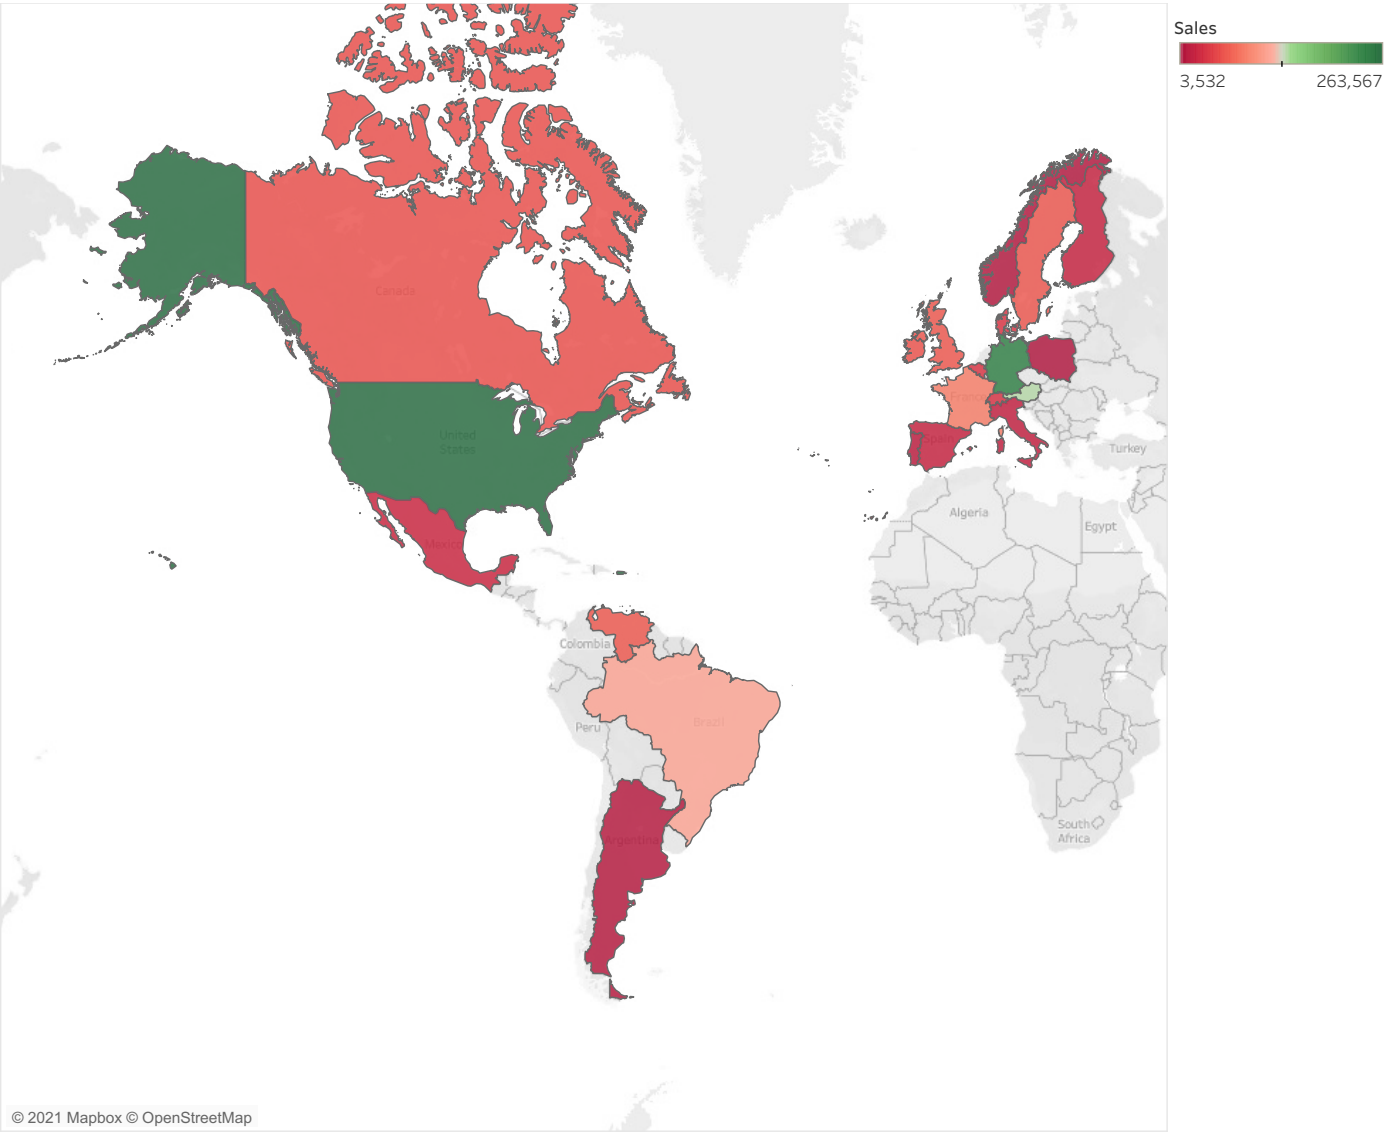 Sales
3,532 263,567
Canada
United
States
Mexico
France
Spain
Turkey
Algeria
Egypt
Colombia
Brazil
Peru
Argentina
South
Africa
© 2021 Mapbox © OpenStreetMap